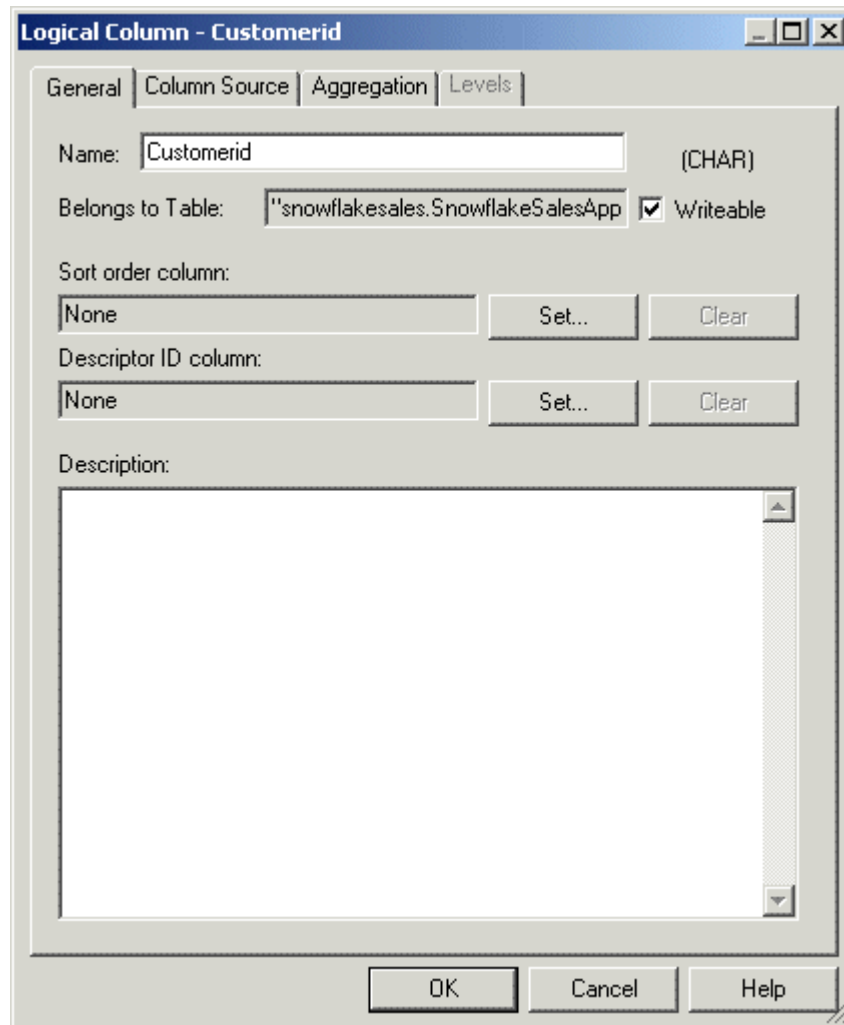 Logical Column - Customerid
General Column Source Aggregation Levels
Name: Customerid (CHAR)
Belongs to Table: "snowflakesales.SnowflakeSalesApp Writeable
Sort order column:
None Set... Clear
Descriptor ID column:
None Set... Clear
Description:
OK Cancel Help